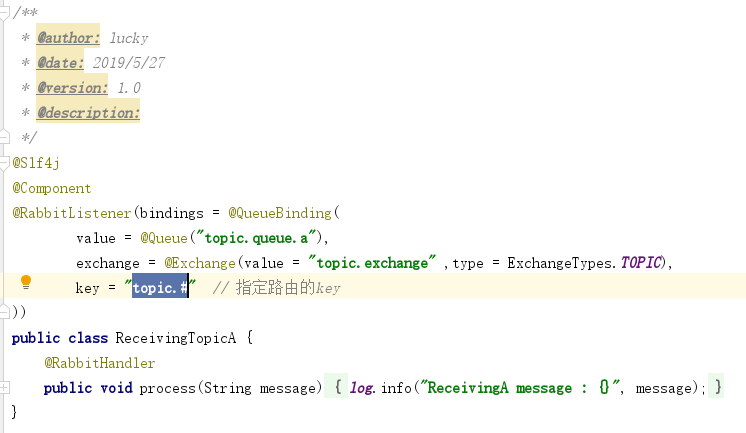 /**
 * @author: lucky
 * @date: 2019/5/27
 * @version: 1.0
 * @description:
 */
@Slf4j
@Component
@RabbitListener(bindings = @QueueBinding(
        value = @Queue("topic.queue.a"),
        exchange = @Exchange(value = "topic.exchange" ,type = ExchangeTypes.TOPIC),
        key = "topic.#"  // 指定路由的key
))
public class ReceivingTopicA {
    @RabbitHandler
    public void process(String message) { log.info("ReceivingA message : {}", message); }
}